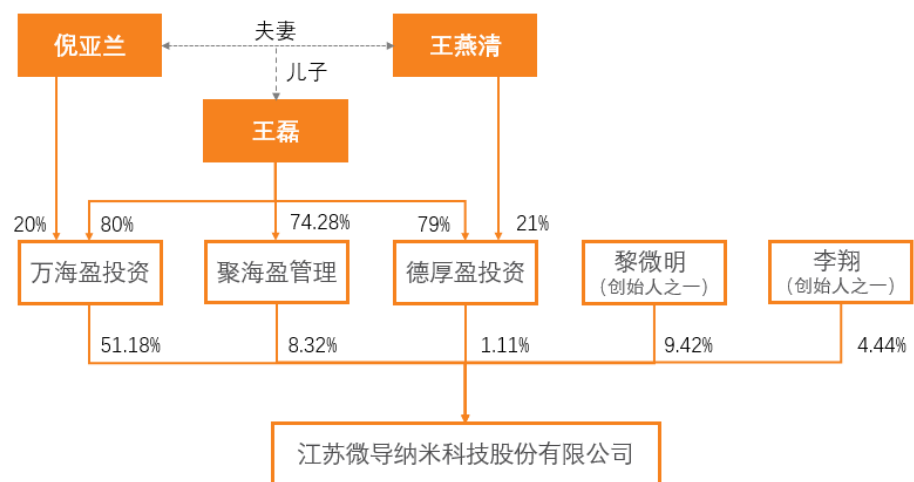 夫妻
倪亚兰
王燕清
儿子
王磊
20%
80%
74.28%
79%
21%
万海盈投资
聚海盈管理
德厚盈投资
黎微明
(创始人之一)
李翔
(创始人之一)
51.18%
8.32%
1.11%
9.42%
4.44%
江苏微导纳米科技股份有限公司